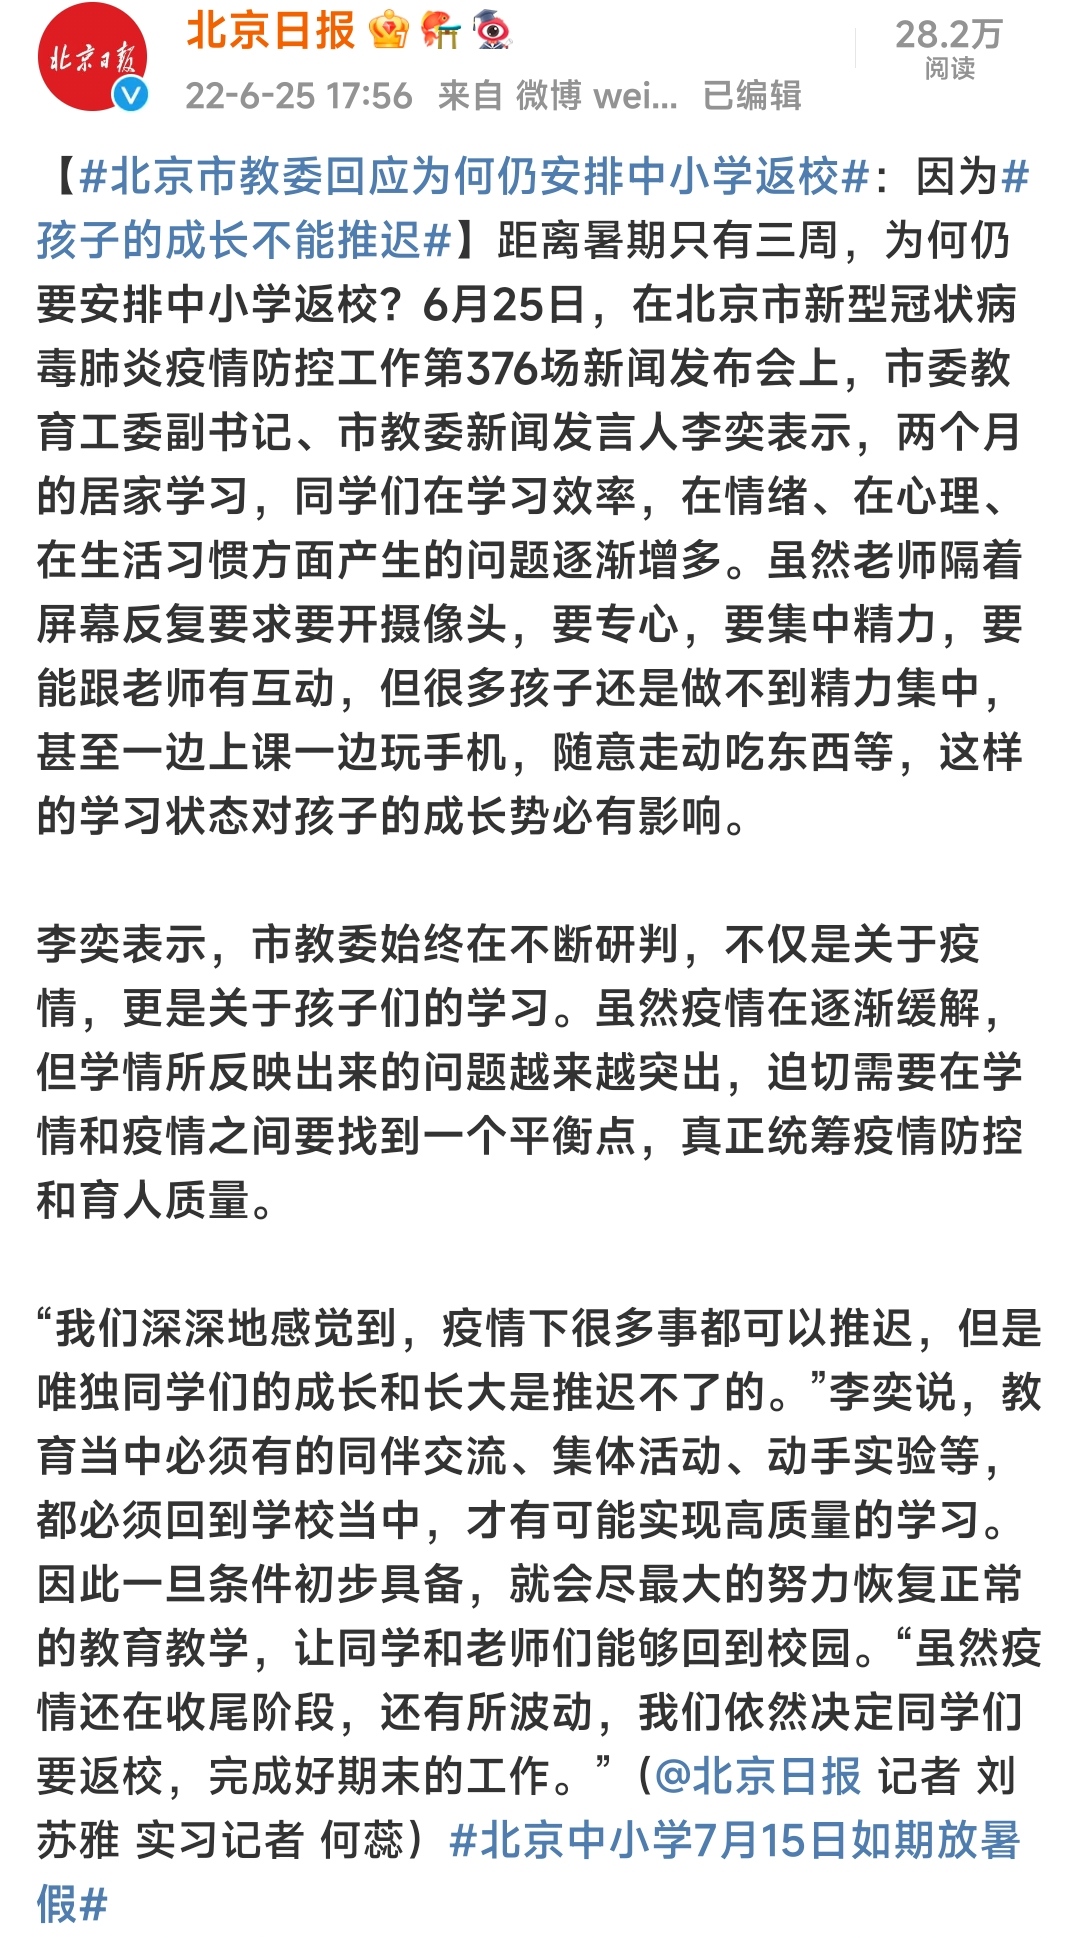 北京日报
北京日报
28.2万
阅读
22-6-25 17:56 来自 微博 wei... 已编辑
【#北京市教委回应为何仍安排中小学返校#：因为#
孩子的成长不能推迟#】距离暑期只有三周，为何仍
要安排中小学返校？6月25日，在北京市新型冠状病
毒肺炎疫情防控工作第376场新闻发布会上，市委教
育工委副书记、市教委新闻发言人李奕表示，两个月
的居家学习，同学们在学习效率，在情绪、在心理、
在生活习惯方面产生的问题逐渐增多。虽然老师隔着
屏幕反复要求要开摄像头，要专心，要集中精力，要
能跟老师有互动，但很多孩子还是做不到精力集中，
甚至一边上课一边玩手机，随意走动吃东西等，这样
的学习状态对孩子的成长势必有影响。
李奕表示，市教委始终在不断研判，不仅是关于疫
情，更是关于孩子们的学习。虽然疫情在逐渐缓解，
但学情所反映出来的问题越来越突出，迫切需要在学
情和疫情之间要找到一个平衡点，真正统筹疫情防控
和育人质量。
“我们深深地感觉到，疫情下很多事都可以推迟，但是
唯独同学们的成长和长大是推迟不了的。”李奕说，教
育当中必须有的同伴交流、集体活动、动手实验等，
都必须回到学校当中，才有可能实现高质量的学习。
因此一旦条件初步具备，就会尽最大的努力恢复正常
的教育教学，让同学和老师们能够回到校园。“虽然疫
情还在收尾阶段，还有所波动，我们依然决定同学们
要返校，完成好期末的工作。”（@北京日报 记者 刘
苏雅 实习记者 何蕊）#北京中小学7月15日如期放暑
假#